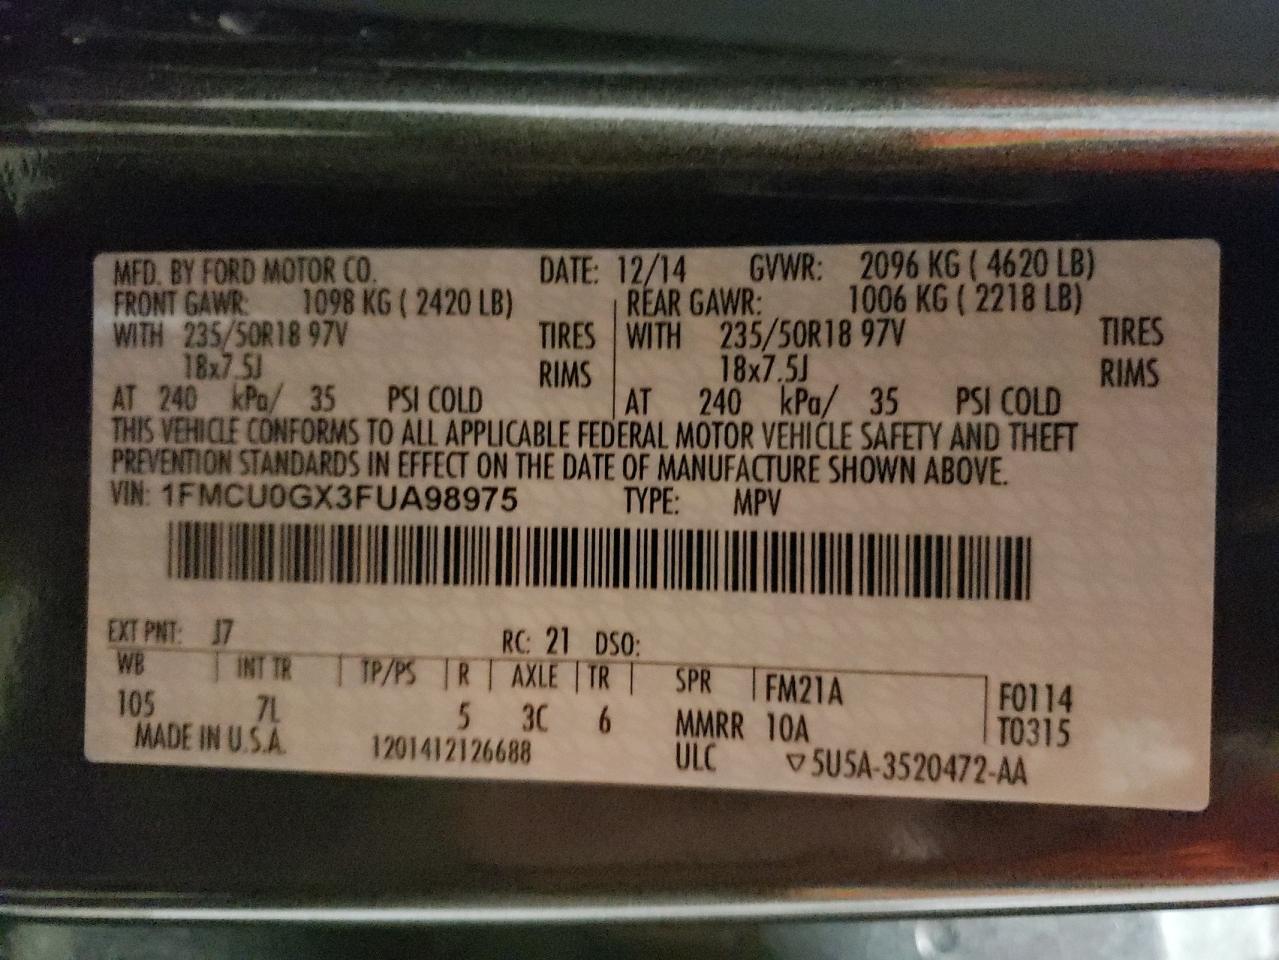 MFD. BY FORD MOTOR CO. DATE: 12/14 GVWR: 2096 KG ( 4620 LB)
FRONT GAWR: 1098 KG ( 2420 LB) REAR GAWR: 1006 KG ( 2218 LB)
WITH 235/50R18 97V TIRES WITH 235/50R18 97V TIRES
18x7.5J RIMS 18x7.5J RIMS
AT 240 kPa/ 35 PSI COLD AT 240 kPa/ 35 PSI COLD
THIS VEHICLE CONFORMS TO ALL APPLICABLE FEDERAL MOTOR VEHICLE SAFETY AND THEFT
PREVENTION STANDARDS IN EFFECT ON THE DATE OF MANUFACTURE SHOWN ABOVE.
VIN: 1FMCU0GX3FUA98975 TYPE: MPV
EXT PNT: J7 RC: 21 DSO:
WB INT TR TP/PS R AXLE TR SPR FM21A F0114
105 7L 5 3C 6 MMRR 10A T0315
MADE IN U.S.A. 1201412126688 ULC ▽5U5A-3520472-AA